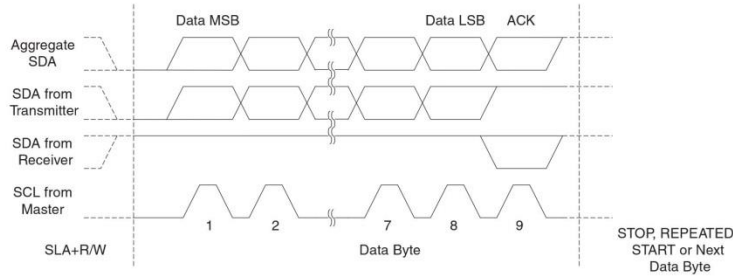 Data MSB
Data LSB
ACK
Aggregate
SDA
SDA from
Transmitter
SDA from
Receiver
SCL from
Master
1
2
7
8
9
SLA+R/W
Data Byte
STOP, REPEATED
START or Next
Data Byte